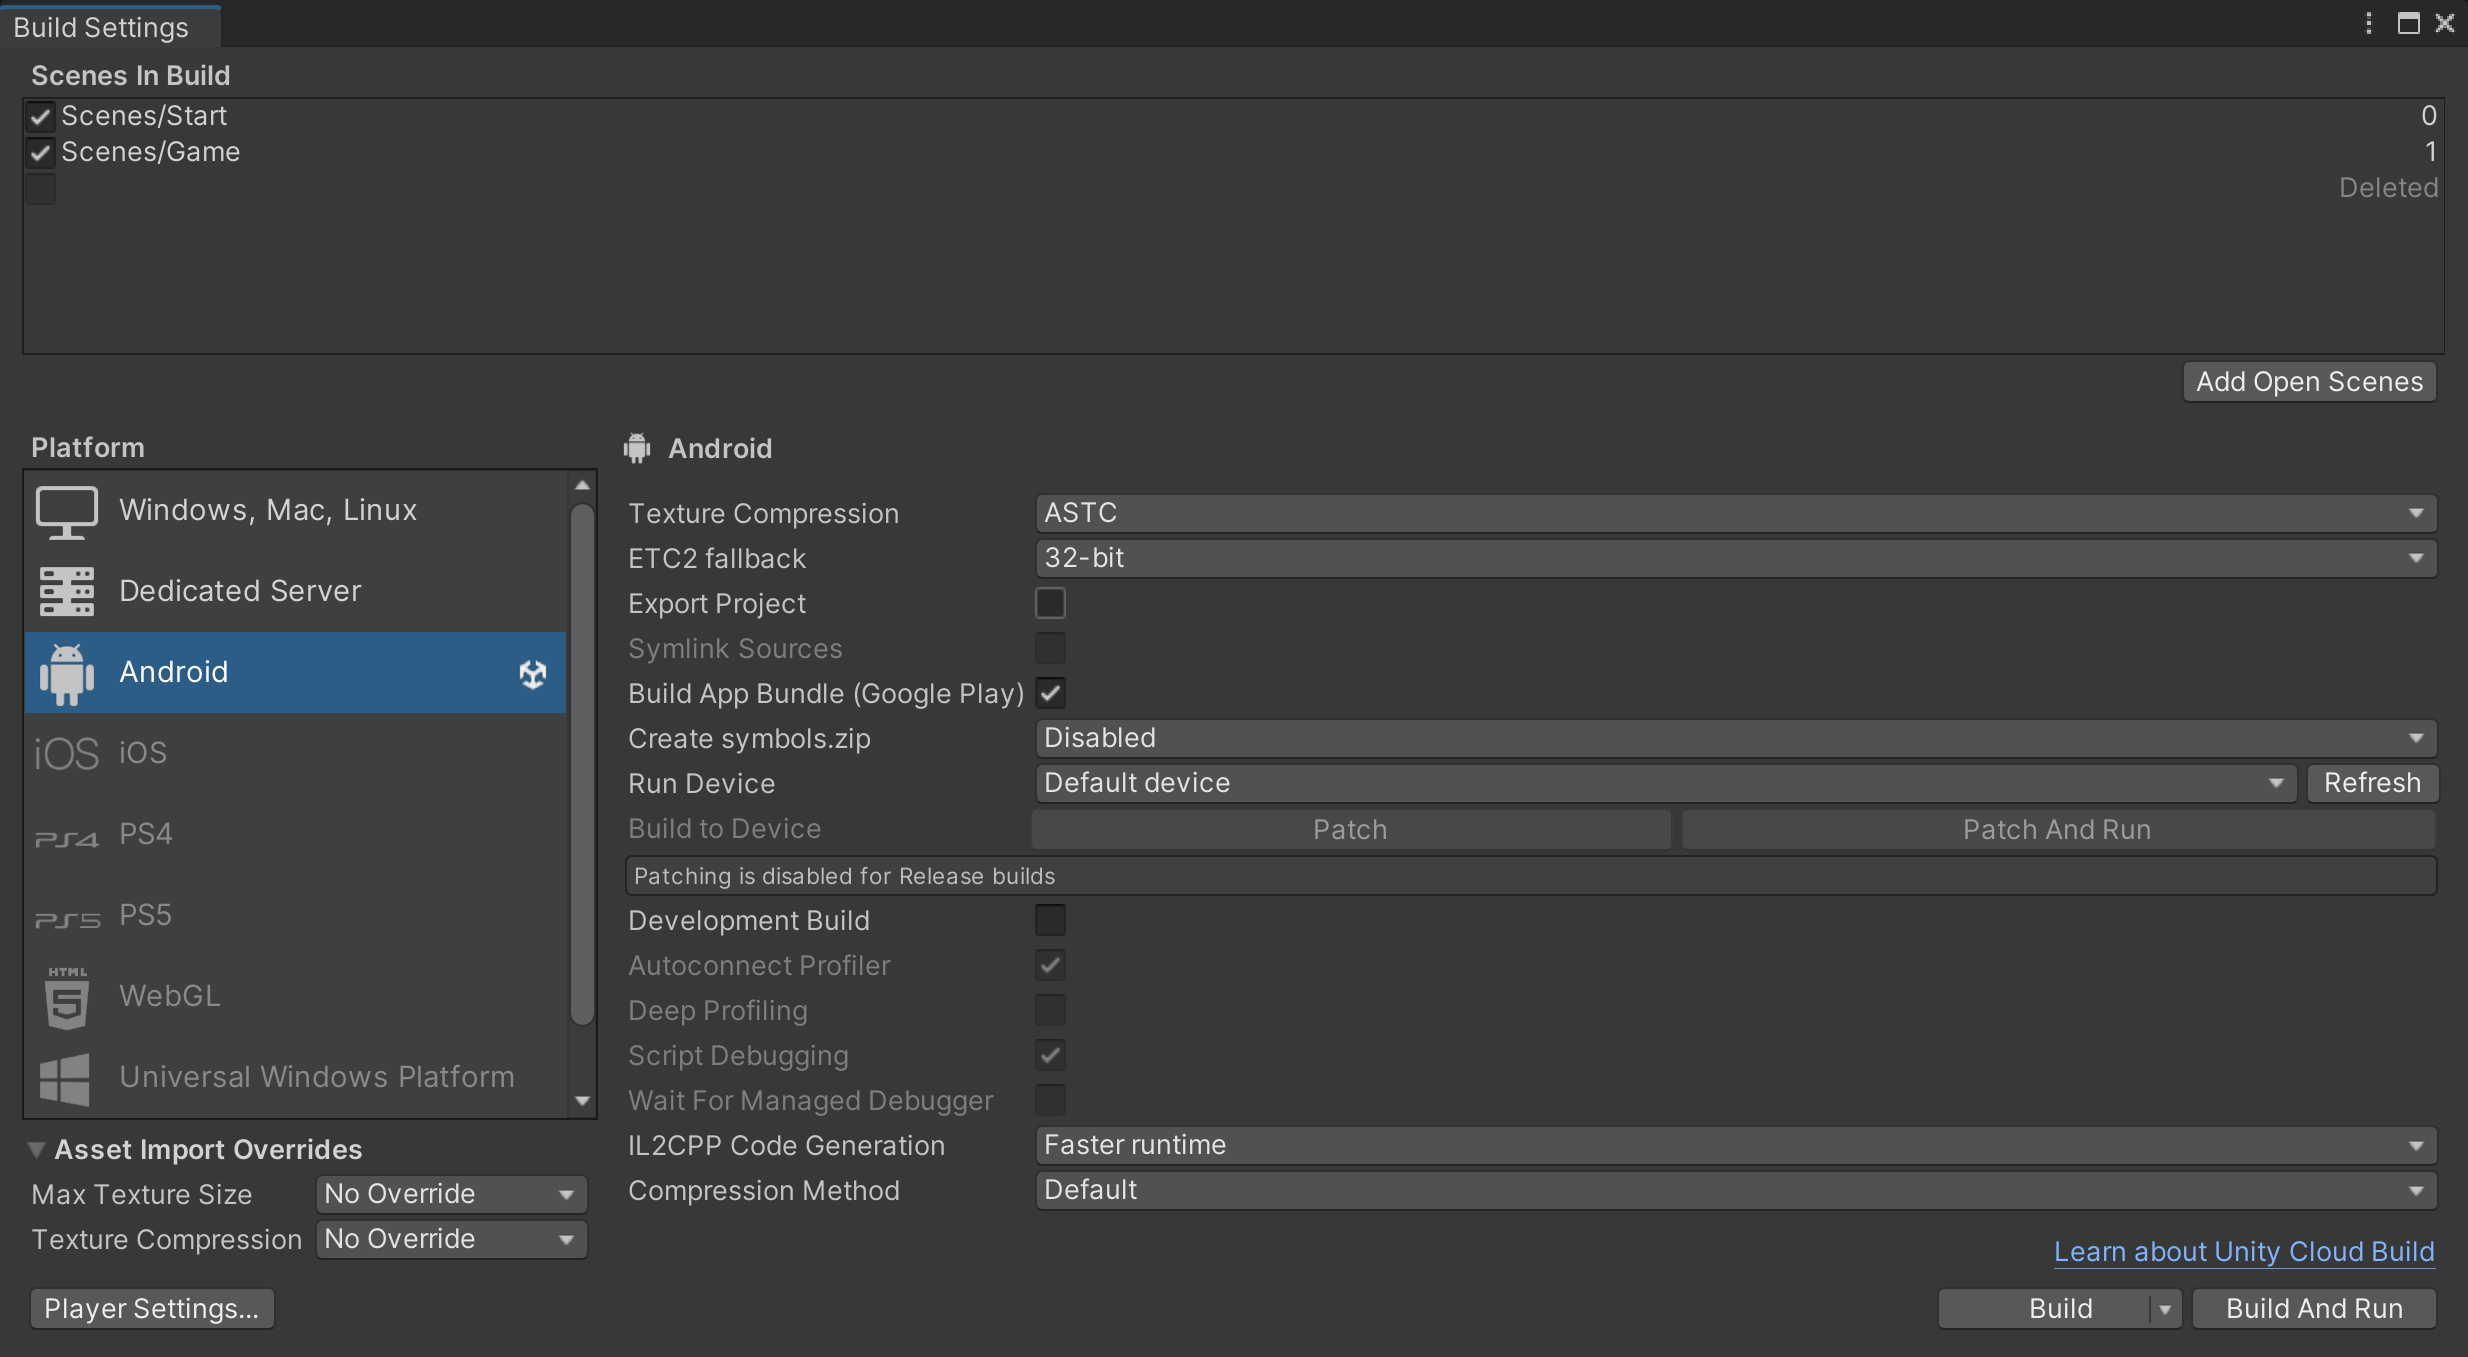 Build Settings
Scenes In Build
Scenes/Start 0
Scenes/Game 1
Deleted
Add Open Scenes
Platform
Windows, Mac, Linux
Dedicated Server
Android
iOS iOS
PS4 PS4
PS5 PS5
HTML
5 WebGL
Universal Windows Platform
Asset Import Overrides
Max Texture Size No Override
Texture Compression No Override
Player Settings...
Android
Texture Compression ASTC
ETC2 fallback 32-bit
Export Project
Symlink Sources
Build App Bundle (Google Play)
Create symbols.zip Disabled
Run Device Default device Refresh
Build to Device Patch Patch And Run
Patching is disabled for Release builds
Development Build
Autoconnect Profiler
Deep Profiling
Script Debugging
Wait For Managed Debugger
IL2CPP Code Generation Faster runtime
Compression Method Default
Learn about Unity Cloud Build
Build Build And Run